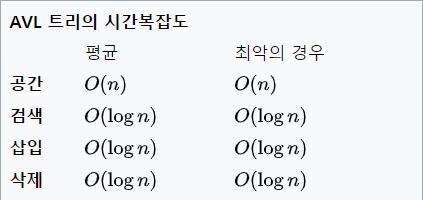 AVL 트리의 시간복잡도
평균 최악의 경우
공간 O(n) O(n)
검색 O(log n) O(log n)
삽입 O(log n) O(log n)
삭제 O(log n) O(log n)